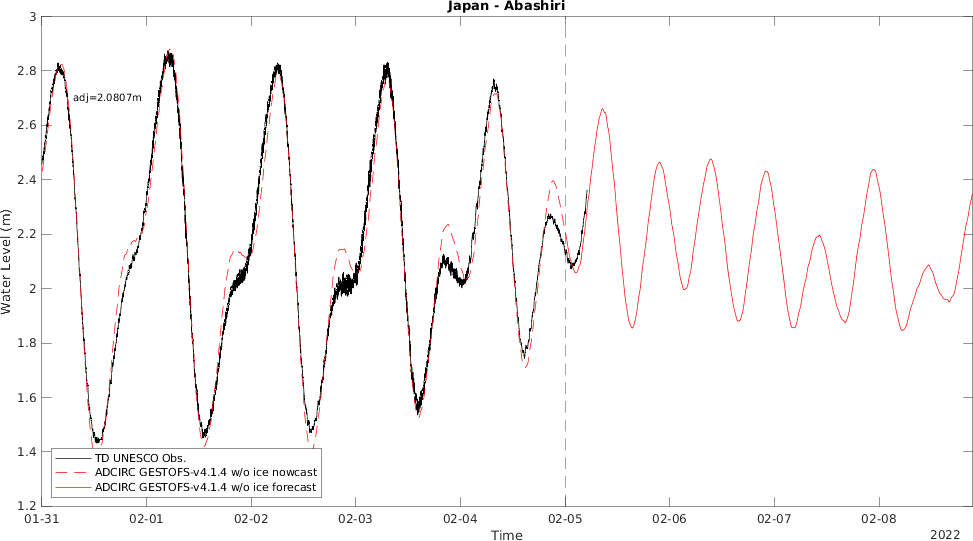 Japan - Abashiri
3
2.8
adj=2.0807m
2.6
2.4
2.2
2
1.8
1.6
1.4
1.2
Water Level (m)
TD UNESCO Obs.
ADCIRC GESTOFS-v4.1.4 w/o ice nowcast
ADCIRC GESTOFS-v4.1.4 w/o ice forecast
01-31 02-01 02-02 02-03 02-04 02-05 02-06 02-07 02-08
Time
2022